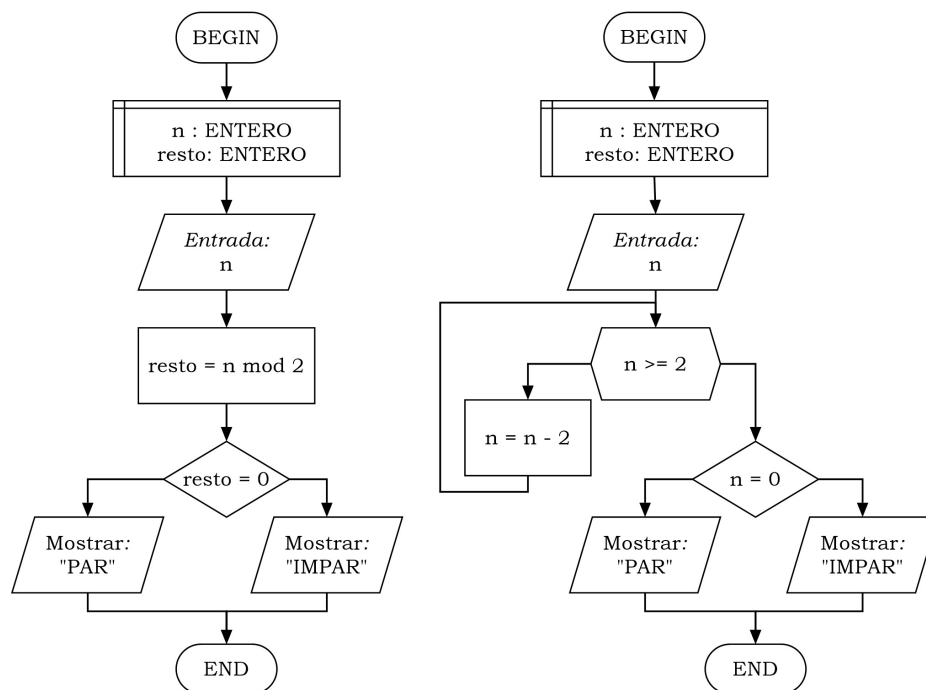 BEGIN
n : ENTERO
resto: ENTERO
Entrada:
n
resto = n mod 2
resto = 0
Mostrar:
"PAR"
Mostrar:
"IMPAR"
END
BEGIN
n : ENTERO
resto: ENTERO
Entrada:
n
n >= 2
n = n - 2
n = 0
Mostrar:
"PAR"
Mostrar:
"IMPAR"
END